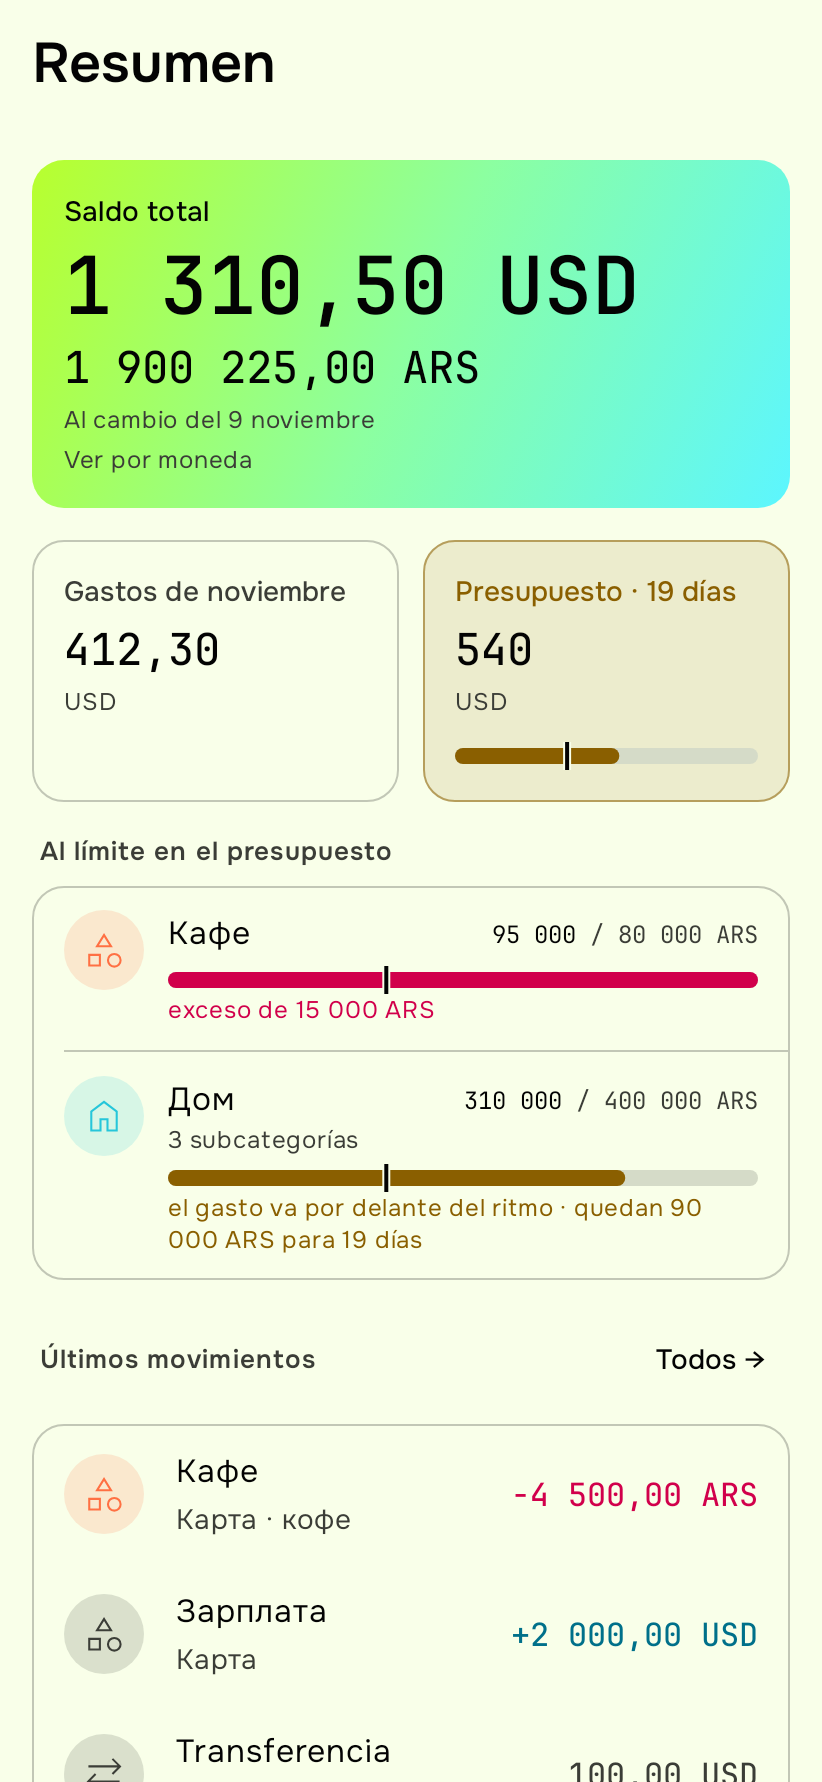 Resumen
Saldo total
1 310,50 USD
1 900 225,00 ARS
Al cambio del 9 noviembre
Ver por moneda
Gastos de noviembre
412,30
USD
Presupuesto · 19 días
540
USD
Al límite en el presupuesto
Кафе
95 000 / 80 000 ARS
exceso de 15 000 ARS
Дом
310 000 / 400 000 ARS
3 subcategorías
el gasto va por delante del ritmo · quedan 90
000 ARS para 19 días
Últimos movimientos
Todos →
Кафе
Карта · кофе
-4 500,00 ARS
Зарплата
Карта
+2 000,00 USD
Transferencia
100,00 USD